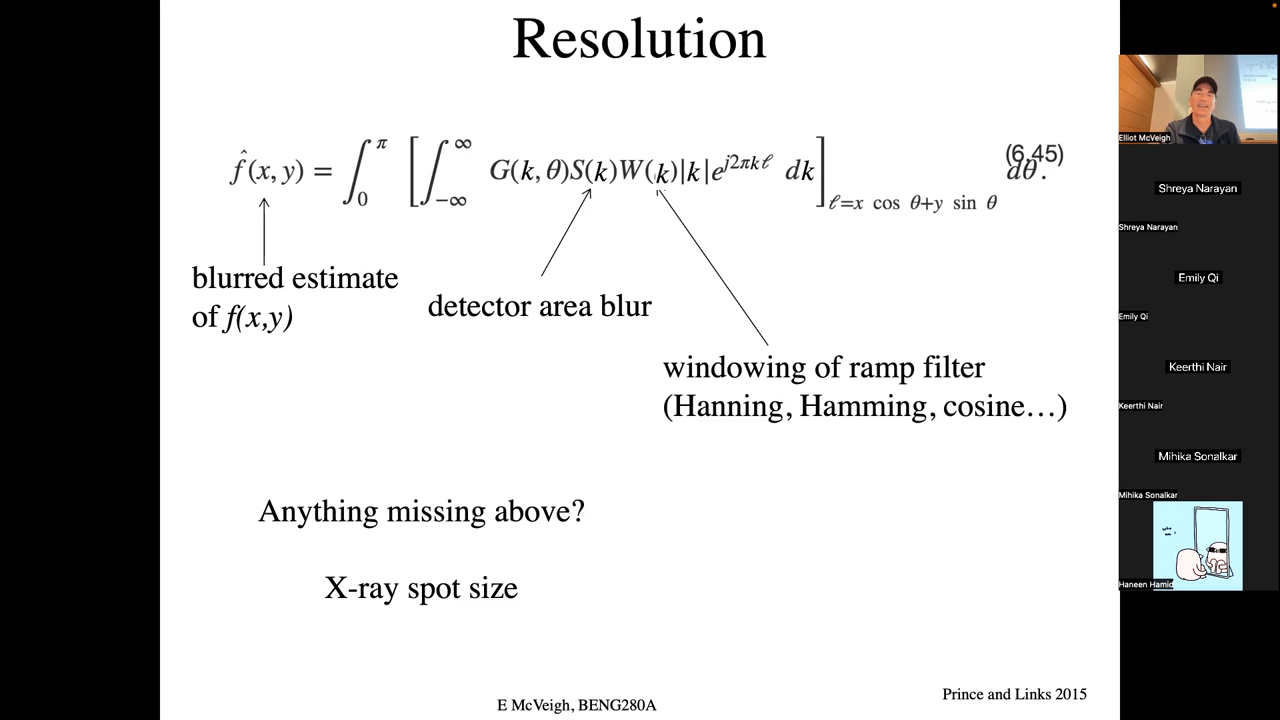 Resolution
f̂(x, y) = ∫₀^π [∫₋∞^∞ G(k, θ)S(k)W(k)|k|e^{j2πkℓ} dk]_{ℓ=x cos θ+y sin θ} dθ. (6.45)
blurred estimate
of f(x,y)
detector area blur
windowing of ramp filter
(Hanning, Hamming, cosine…)
Anything missing above?
X-ray spot size
E McVeigh, BENG280A
Prince and Links 2015
Elliot McVeigh
Shreya Narayan
Shreya Narayan
Emily Qi
Emily Qi
Keerthi Nair
Keerthi Nair
Mihika Sonalkar
Mihika Sonalkar
Haneen Hamid